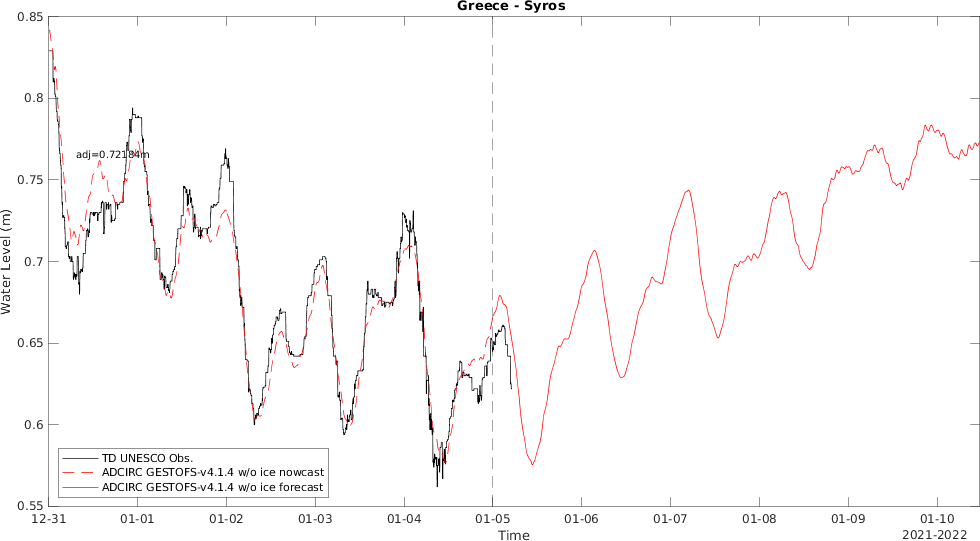 Greece - Syros
0.85
0.8
0.75
0.7
0.65
0.6
0.55
Water Level (m)
adj=0.72184m
TD UNESCO Obs.
ADCIRC GESTOFS-v4.1.4 w/o ice nowcast
ADCIRC GESTOFS-v4.1.4 w/o ice forecast
12-31 01-01 01-02 01-03 01-04 01-05 01-06 01-07 01-08 01-09 01-10
Time
2021-2022